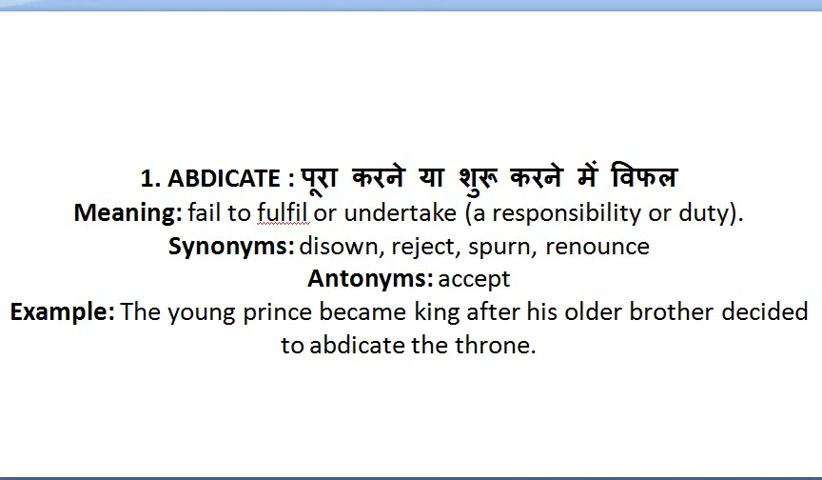 1. ABDICATE : पूरा करने या शुरू करने में विफल
Meaning: fail to fulfil or undertake (a responsibility or duty).
Synonyms: disown, reject, spurn, renounce
Antonyms: accept
Example: The young prince became king after his older brother decided
to abdicate the throne.